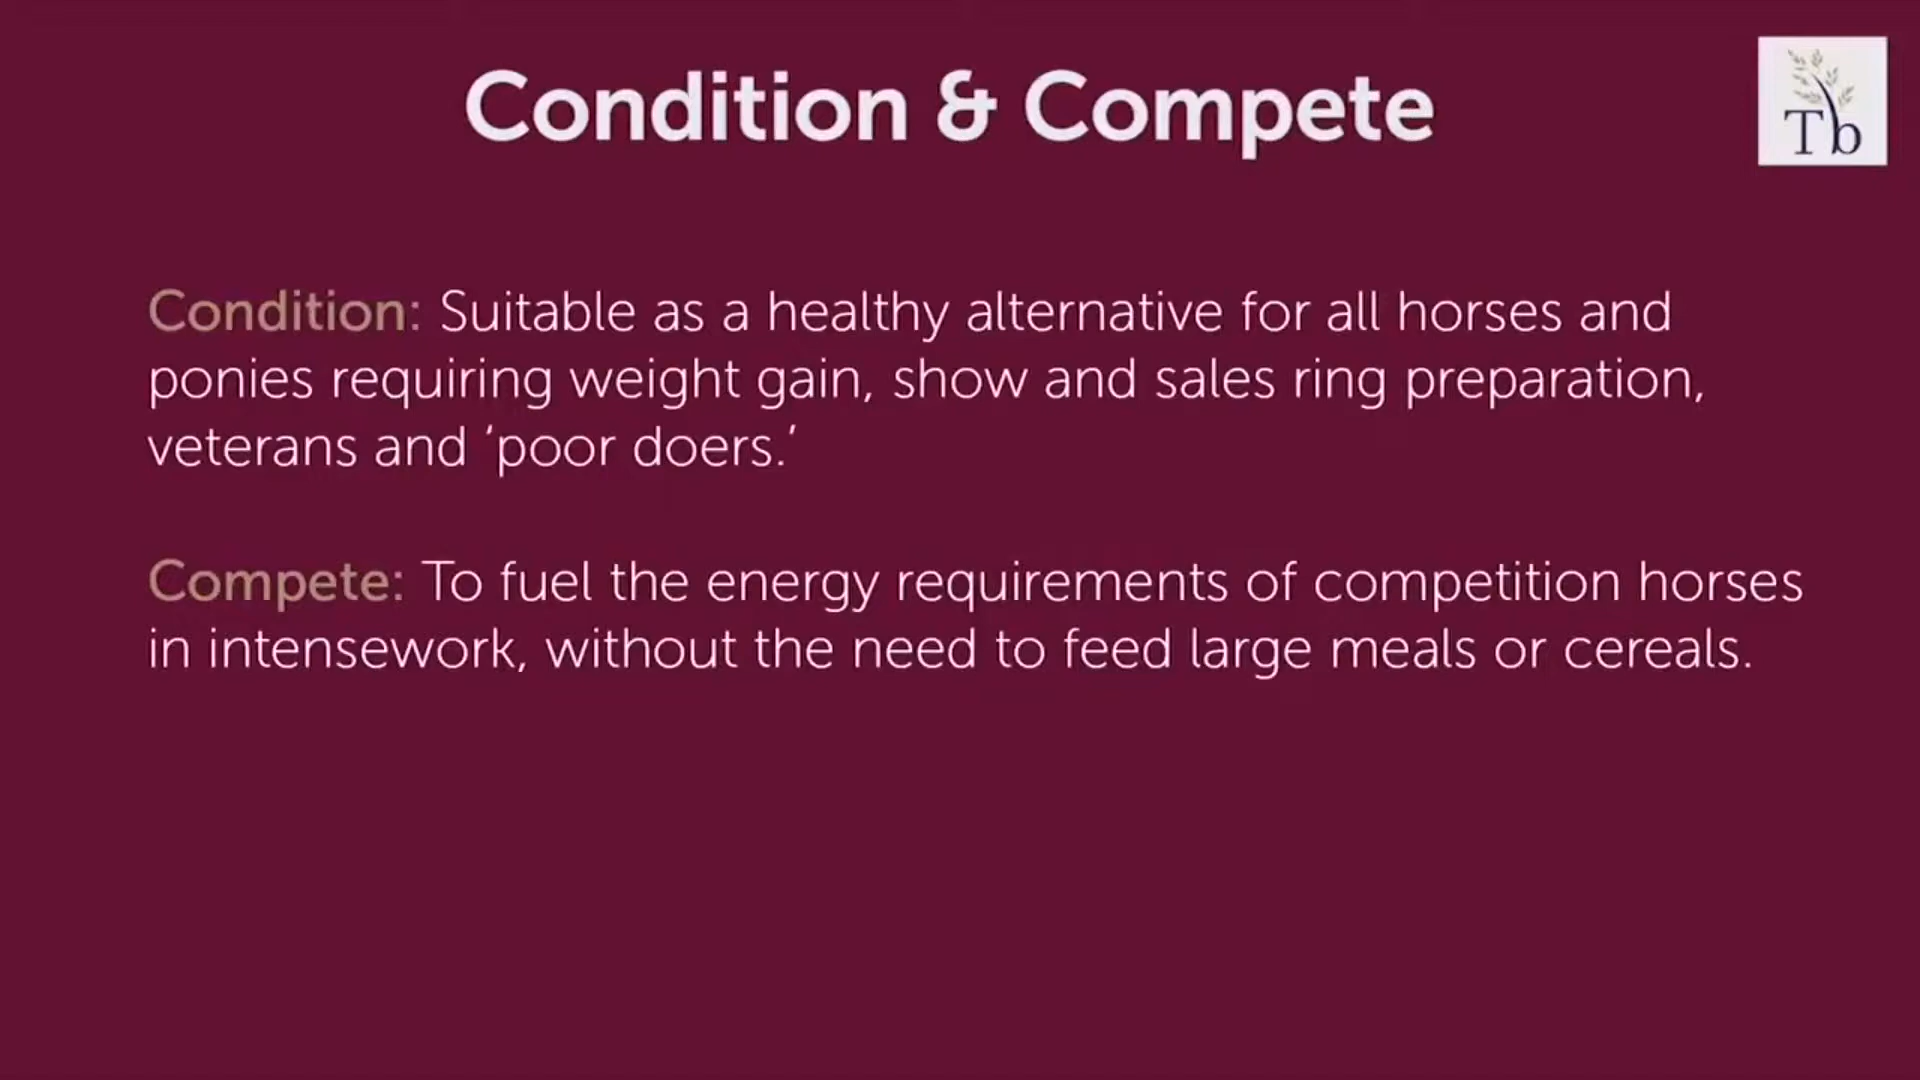 Condition & Compete
Tb
Condition: Suitable as a healthy alternative for all horses and
ponies requiring weight gain, show and sales ring preparation,
veterans and ‘poor doers.’
Compete: To fuel the energy requirements of competition horses
in intensework, without the need to feed large meals or cereals.